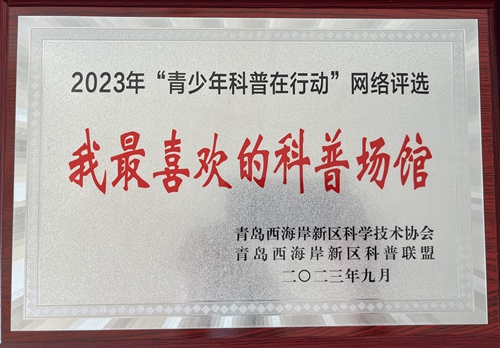 2023年“青少年科普在行动”网络评选
我最喜欢的科普场馆
青岛西海岸新区科学技术协会
青岛西海岸新区科普联盟
二〇二三年九月